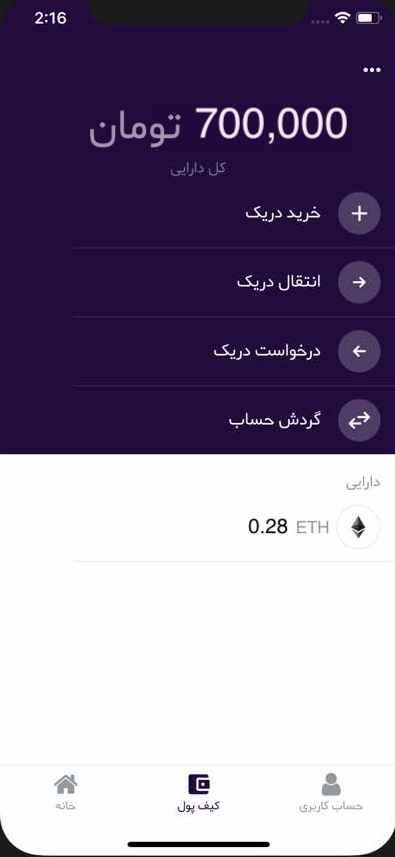 2:16
700,000 تومان
کل دارایی
خرید دریک
انتقال دریک
درخواست دریک
گردش حساب
دارایی
ETH 0.28
حساب کاربری
کیف پول
خانه